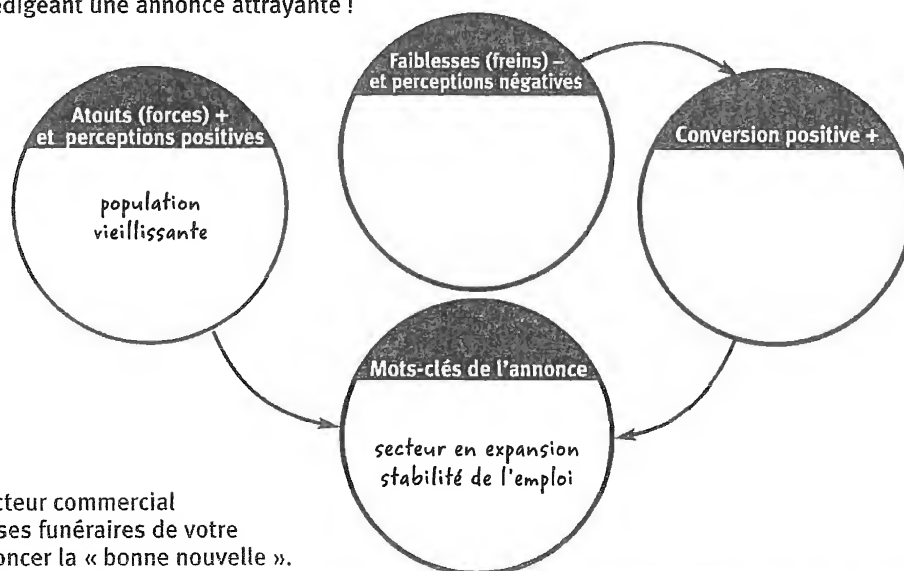 édigeant une annonce attrayante !
Faiblesses (freins) –
et perceptions négatives
Atouts (forces) +
et perceptions positives
Conversion positive +
population
vieillissante
Mots-clés de l'annonce
secteur en expansion
stabilité de l'emploi
cteur commercial
ses funéraires de votre
oncer la « bonne nouvelle ».